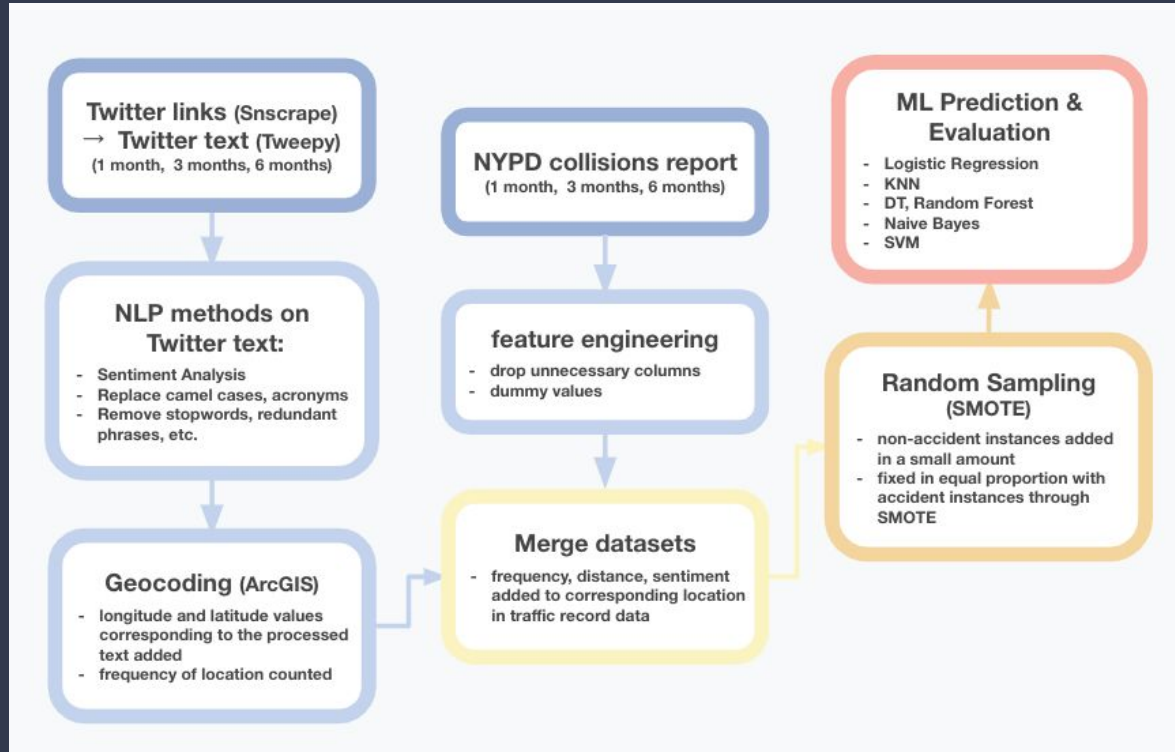 Twitter links (Snscrape)
→ Twitter text (Tweepy)
(1 month, 3 months, 6 months)
NLP methods on
Twitter text:
- Sentiment Analysis
- Replace camel cases, acronyms
- Remove stopwords, redundant
phrases, etc.
Geocoding (ArcGIS)
- longitude and latitude values
corresponding to the processed
text added
- frequency of location counted
NYPD collisions report
(1 month, 3 months, 6 months)
feature engineering
- drop unnecessary columns
- dummy values
Merge datasets
- frequency, distance, sentiment
added to corresponding location
in traffic record data
Random Sampling
(SMOTE)
- non-accident instances added
in a small amount
- fixed in equal proportion with
accident instances through
SMOTE
ML Prediction &
Evaluation
- Logistic Regression
- KNN
- DT, Random Forest
- Naive Bayes
- SVM